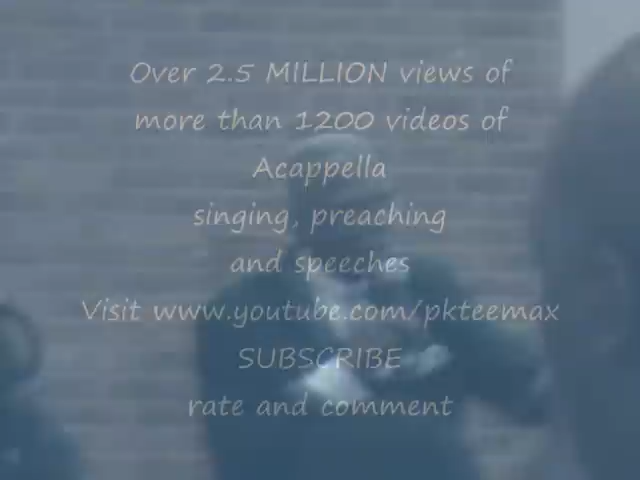 Over 2.5 MILLION views of
more than 1200 videos of
Acappella
singing, preaching
and speeches
Visit www.youtube.com/pkteemax
SUBSCRIBE
rate and comment